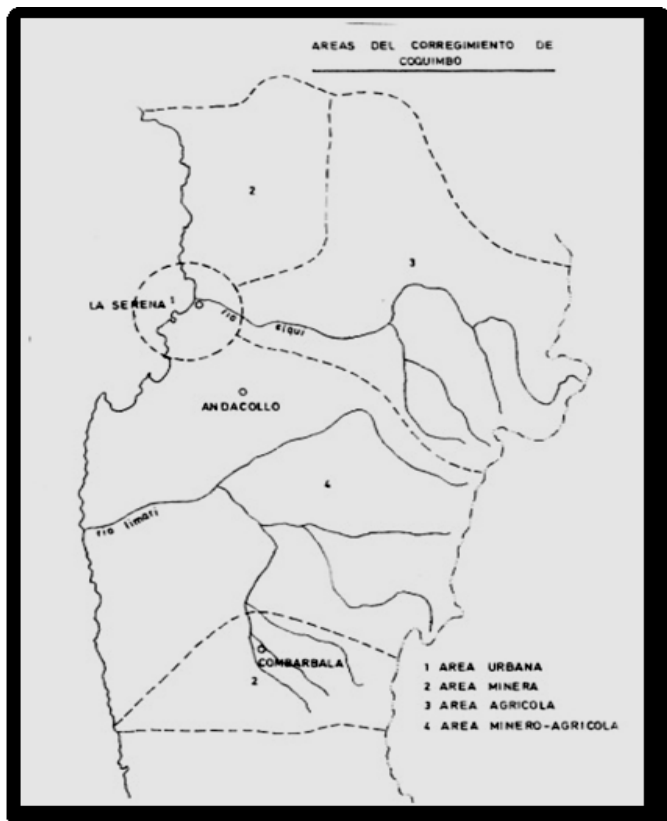 AREAS DEL CORREGIMIENTO DE
COQUIMBO
2
3
LA SERENA 1
rio elqui
ANDACOLLO
4
rio limari
COMBARBALA
2
1 AREA URBANA
2 AREA MINERA
3 AREA AGRICOLA
4 AREA MINERO-AGRICOLA